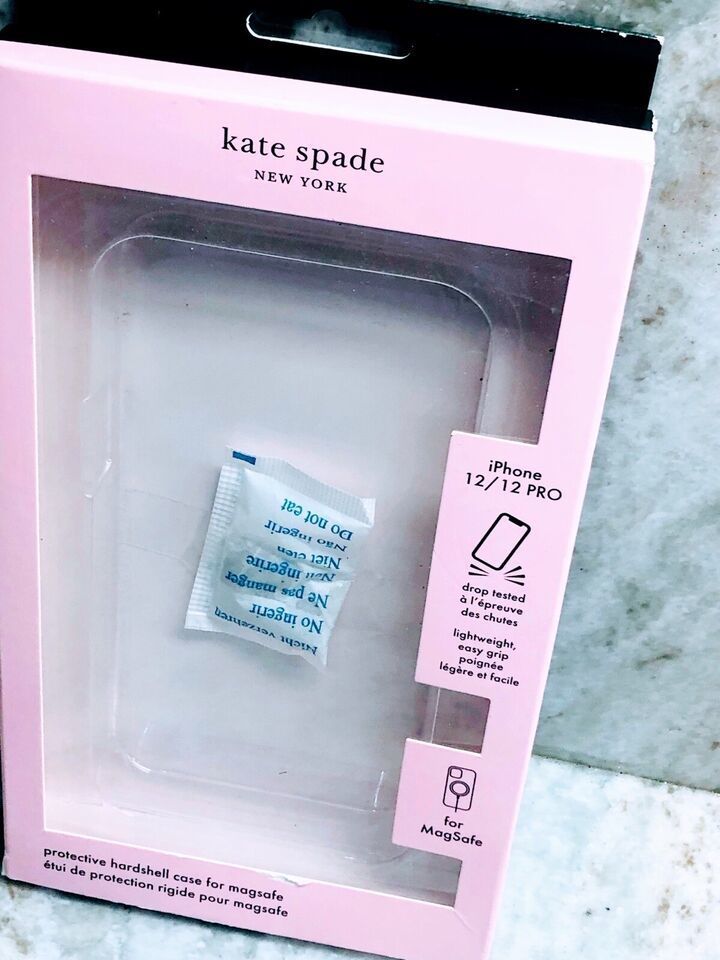 kate spade
NEW YORK
iPhone
12/12 PRO
drop tested
à l'épreuve
des chutes
lightweight,
easy grip
poignée
légère et facile
for
MagSafe
Nicht verzehren
No ingerir
Ne pas manger
Non ingerire
Niet eten
Não ingerir
Do not eat
protective hardshell case for magsafe
étui de protection rigide pour magsafe